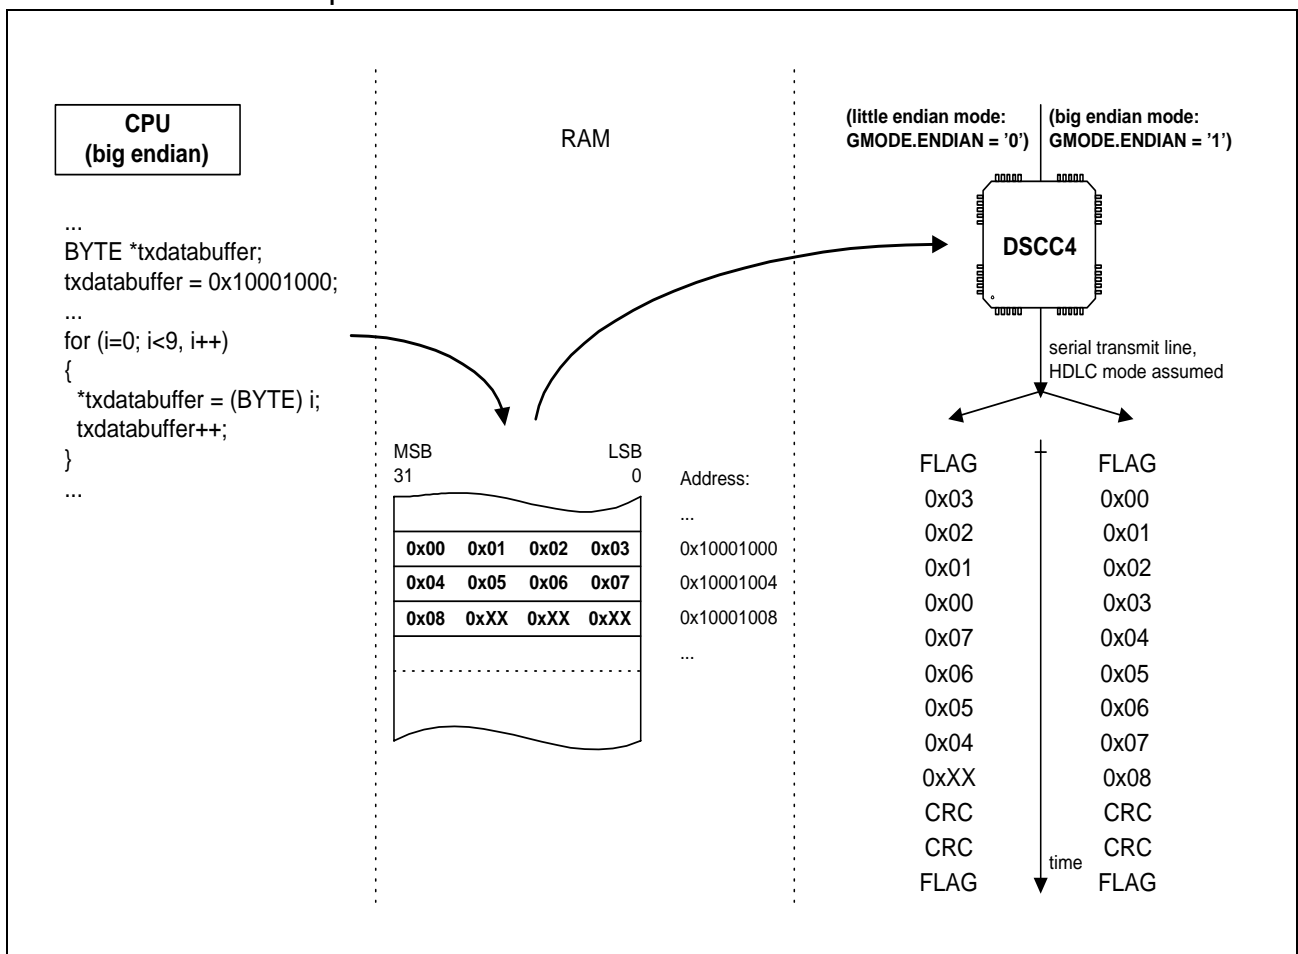 CPU
(big endian)
...
BYTE *txdatabuffer;
txdatabuffer = 0x10001000;
...
for (i=0; i<9, i++)
{
*txdatabuffer = (BYTE) i;
txdatabuffer++;
}
...
RAM
MSB LSB
31 0
Address:
...
0x00 0x01 0x02 0x03 0x10001000
0x04 0x05 0x06 0x07 0x10001004
0x08 0xXX 0xXX 0xXX 0x10001008
...
(little endian mode:
GMODE.ENDIAN = '0')
(big endian mode:
GMODE.ENDIAN = '1')
DSCC4
serial transmit line,
HDLC mode assumed
FLAG FLAG
0x03 0x00
0x02 0x01
0x01 0x02
0x00 0x03
0x07 0x04
0x06 0x05
0x05 0x06
0x04 0x07
0xXX 0x08
CRC CRC
CRC CRC
time
FLAG FLAG